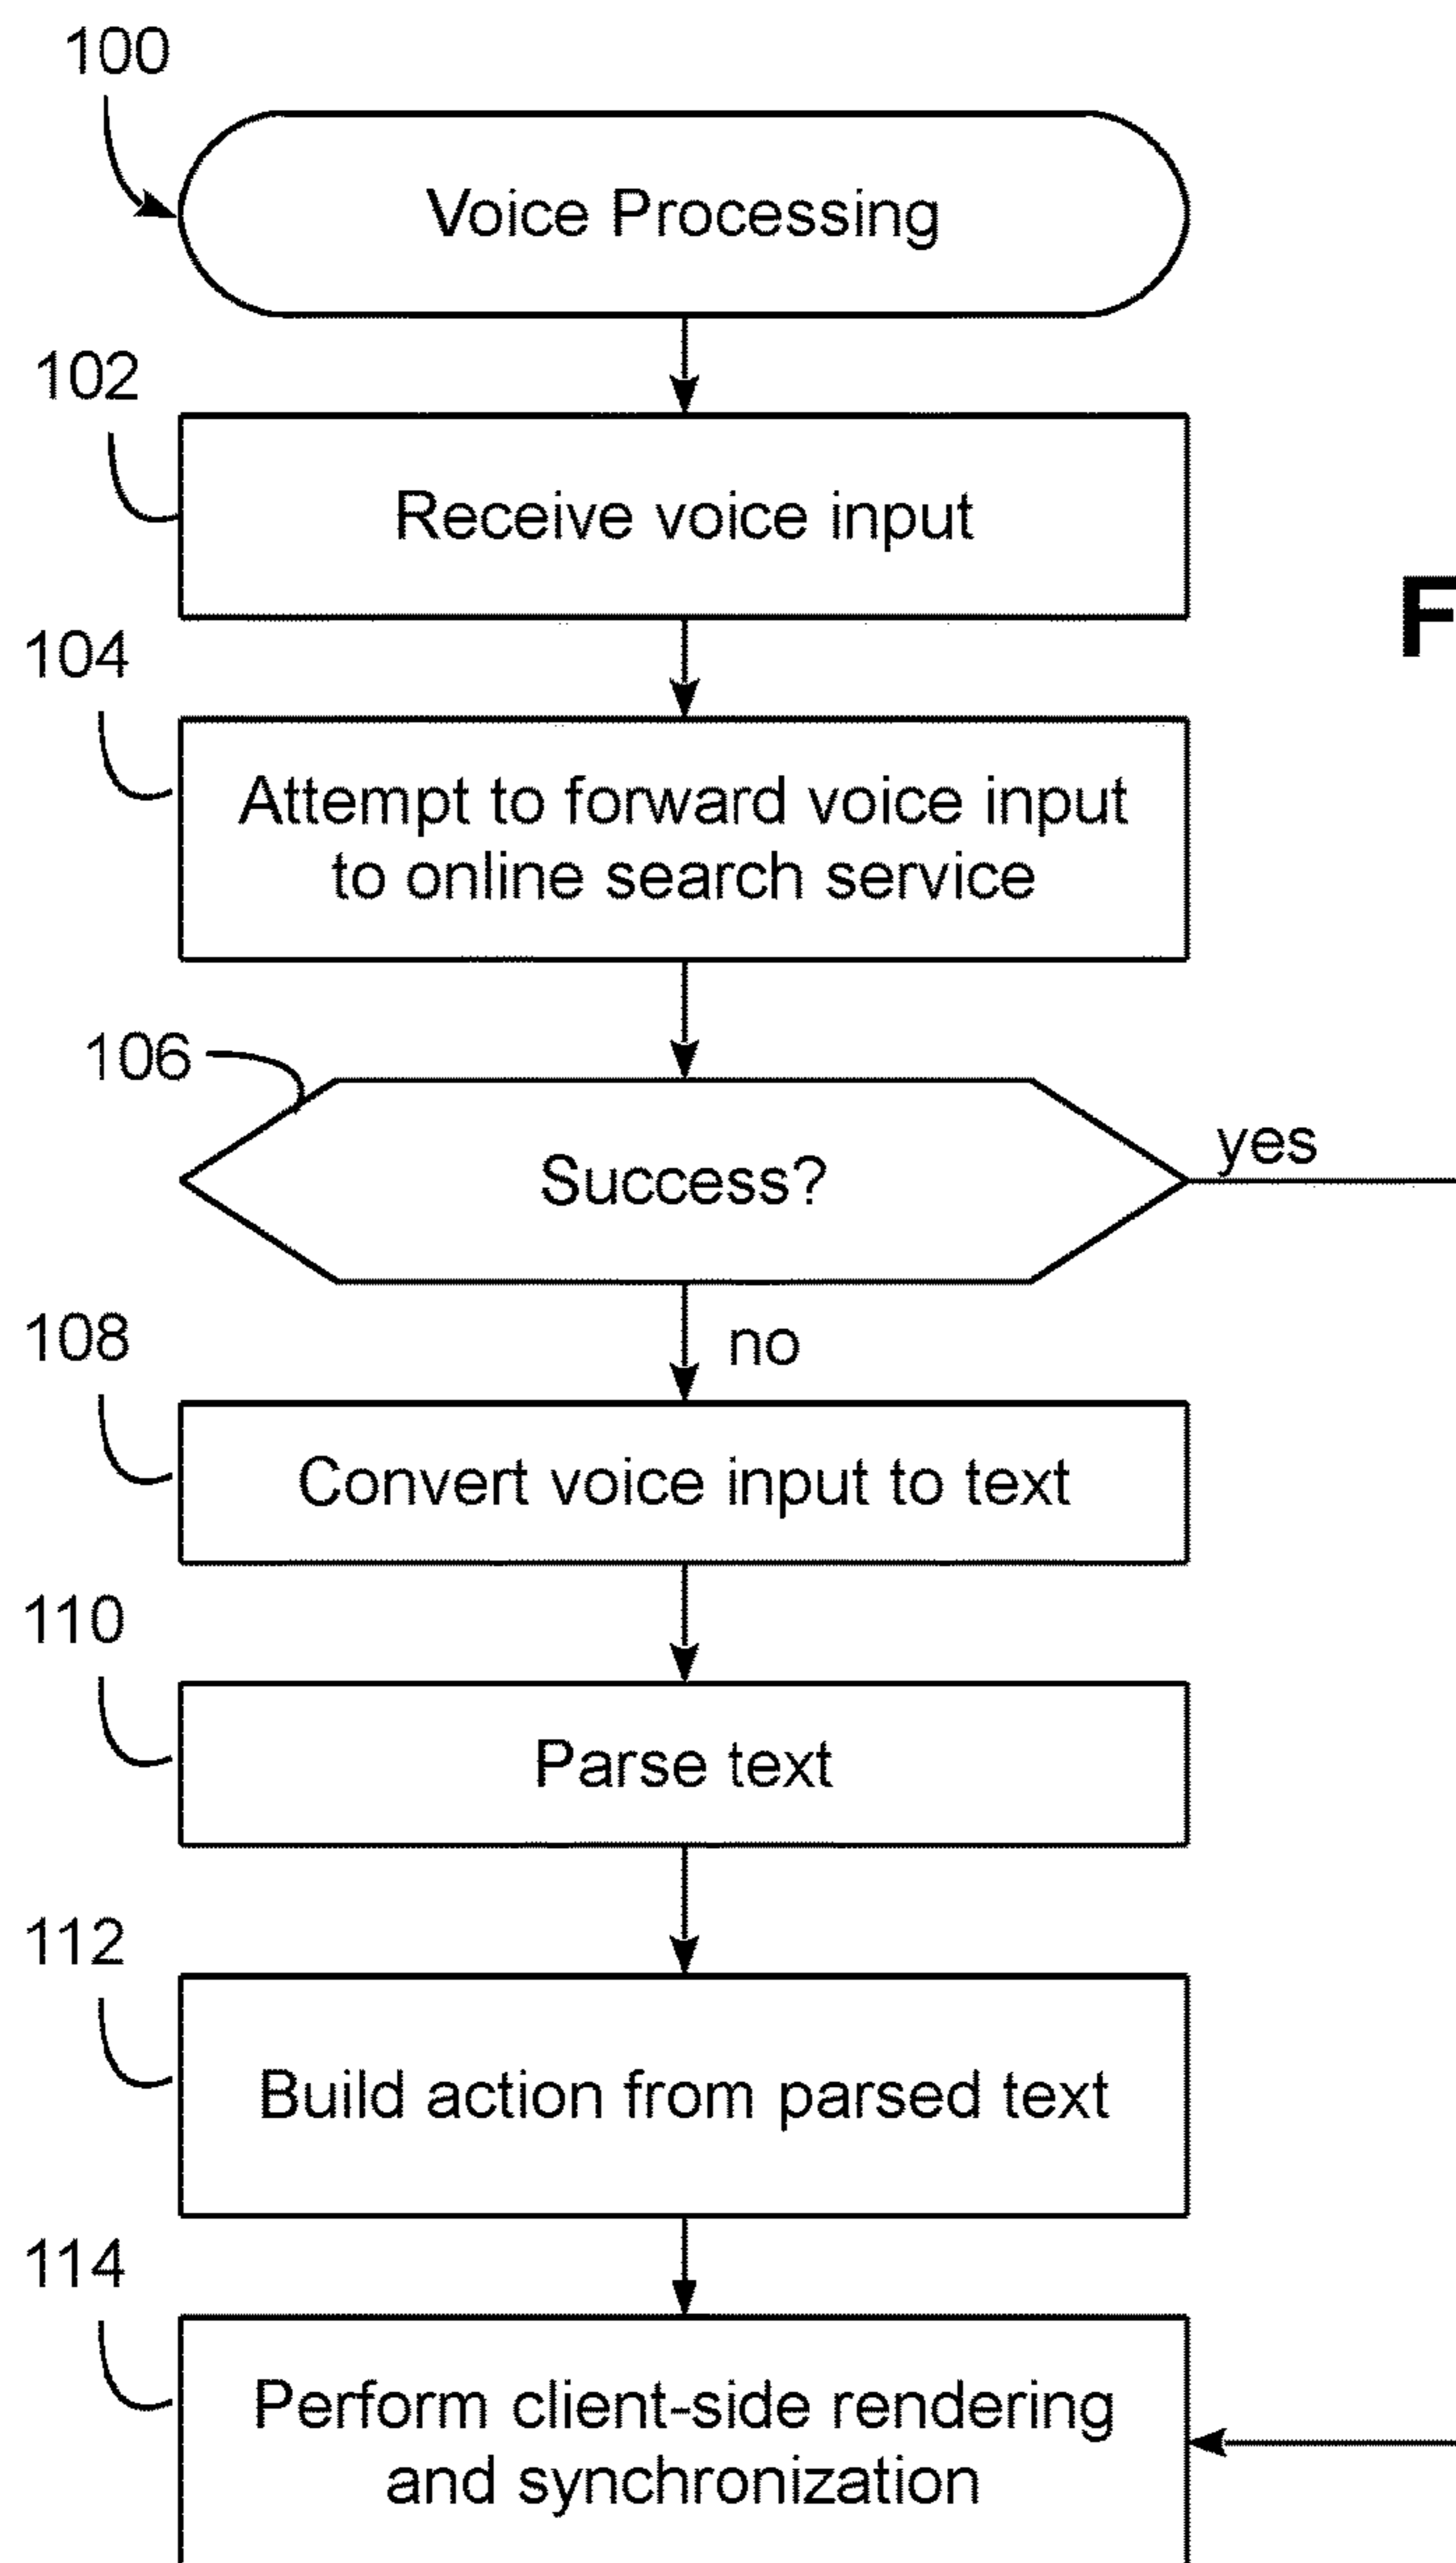 100
Voice Processing
102
Receive voice input
F
104
Attempt to forward voice input
to online search service
106
Success?
yes
no
108
Convert voice input to text
110
Parse text
112
Build action from parsed text
114
Perform client-side rendering
and synchronization